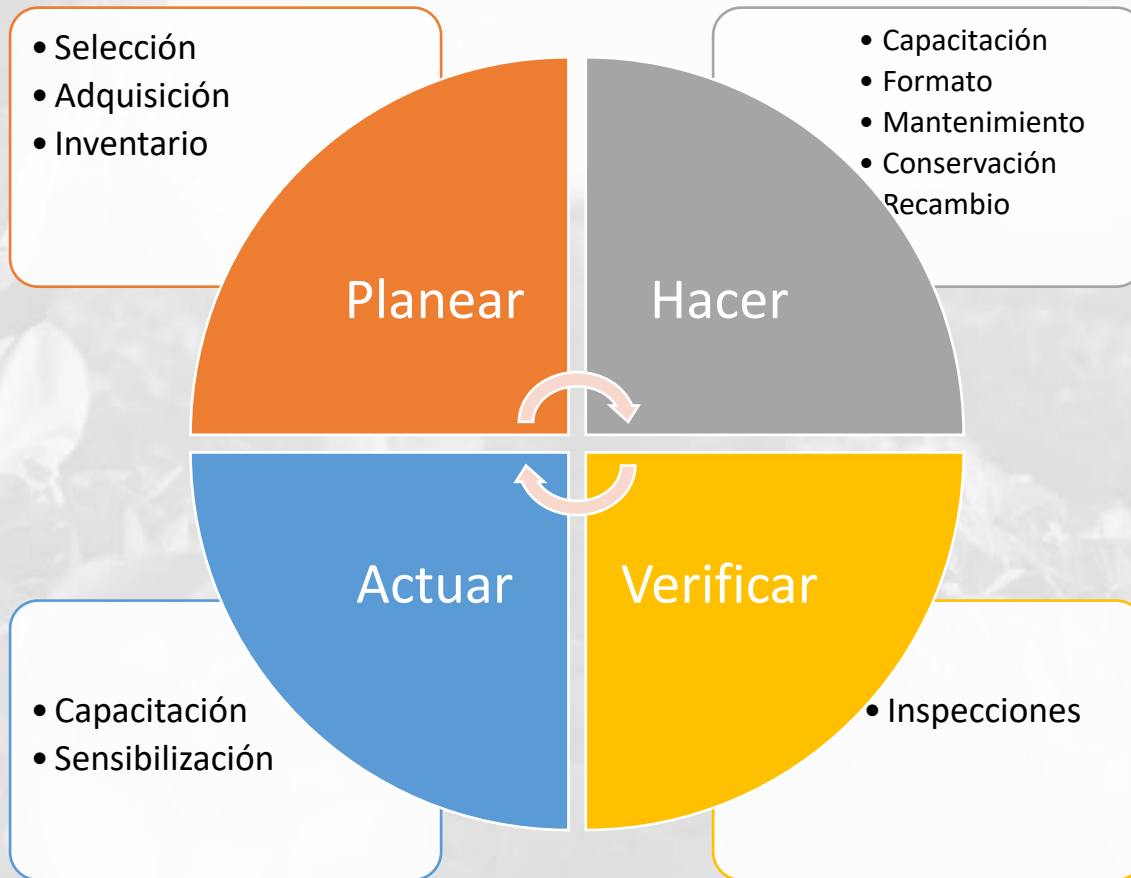 • Selección
• Adquisición
• Inventario
• Capacitación
• Formato
• Mantenimiento
• Conservación
Recambio
Planear
Hacer
Actuar
Verificar
• Capacitación
• Sensibilización
• Inspecciones